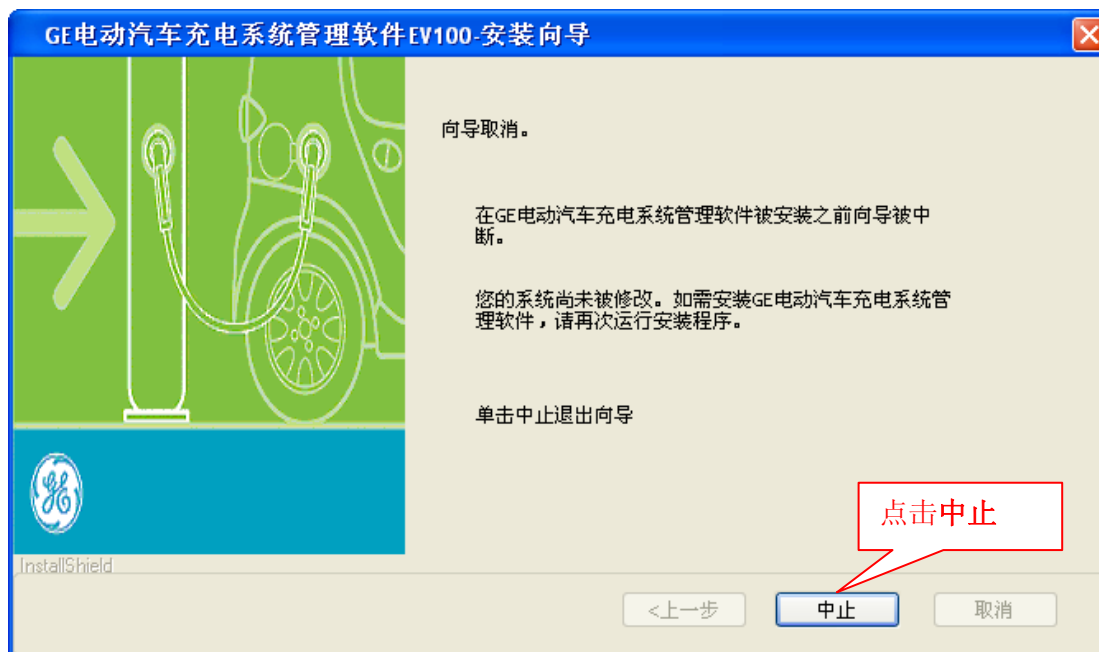 GE电动汽车充电系统管理软件EV100-安装向导
向导取消。
在GE电动汽车充电系统管理软件被安装之前向导被中
断。
您的系统尚未被修改。如需安装GE电动汽车充电系统管
理软件，请再次运行安装程序。
单击中止退出向导
点击中止
InstallShield
<上一步
中止
取消